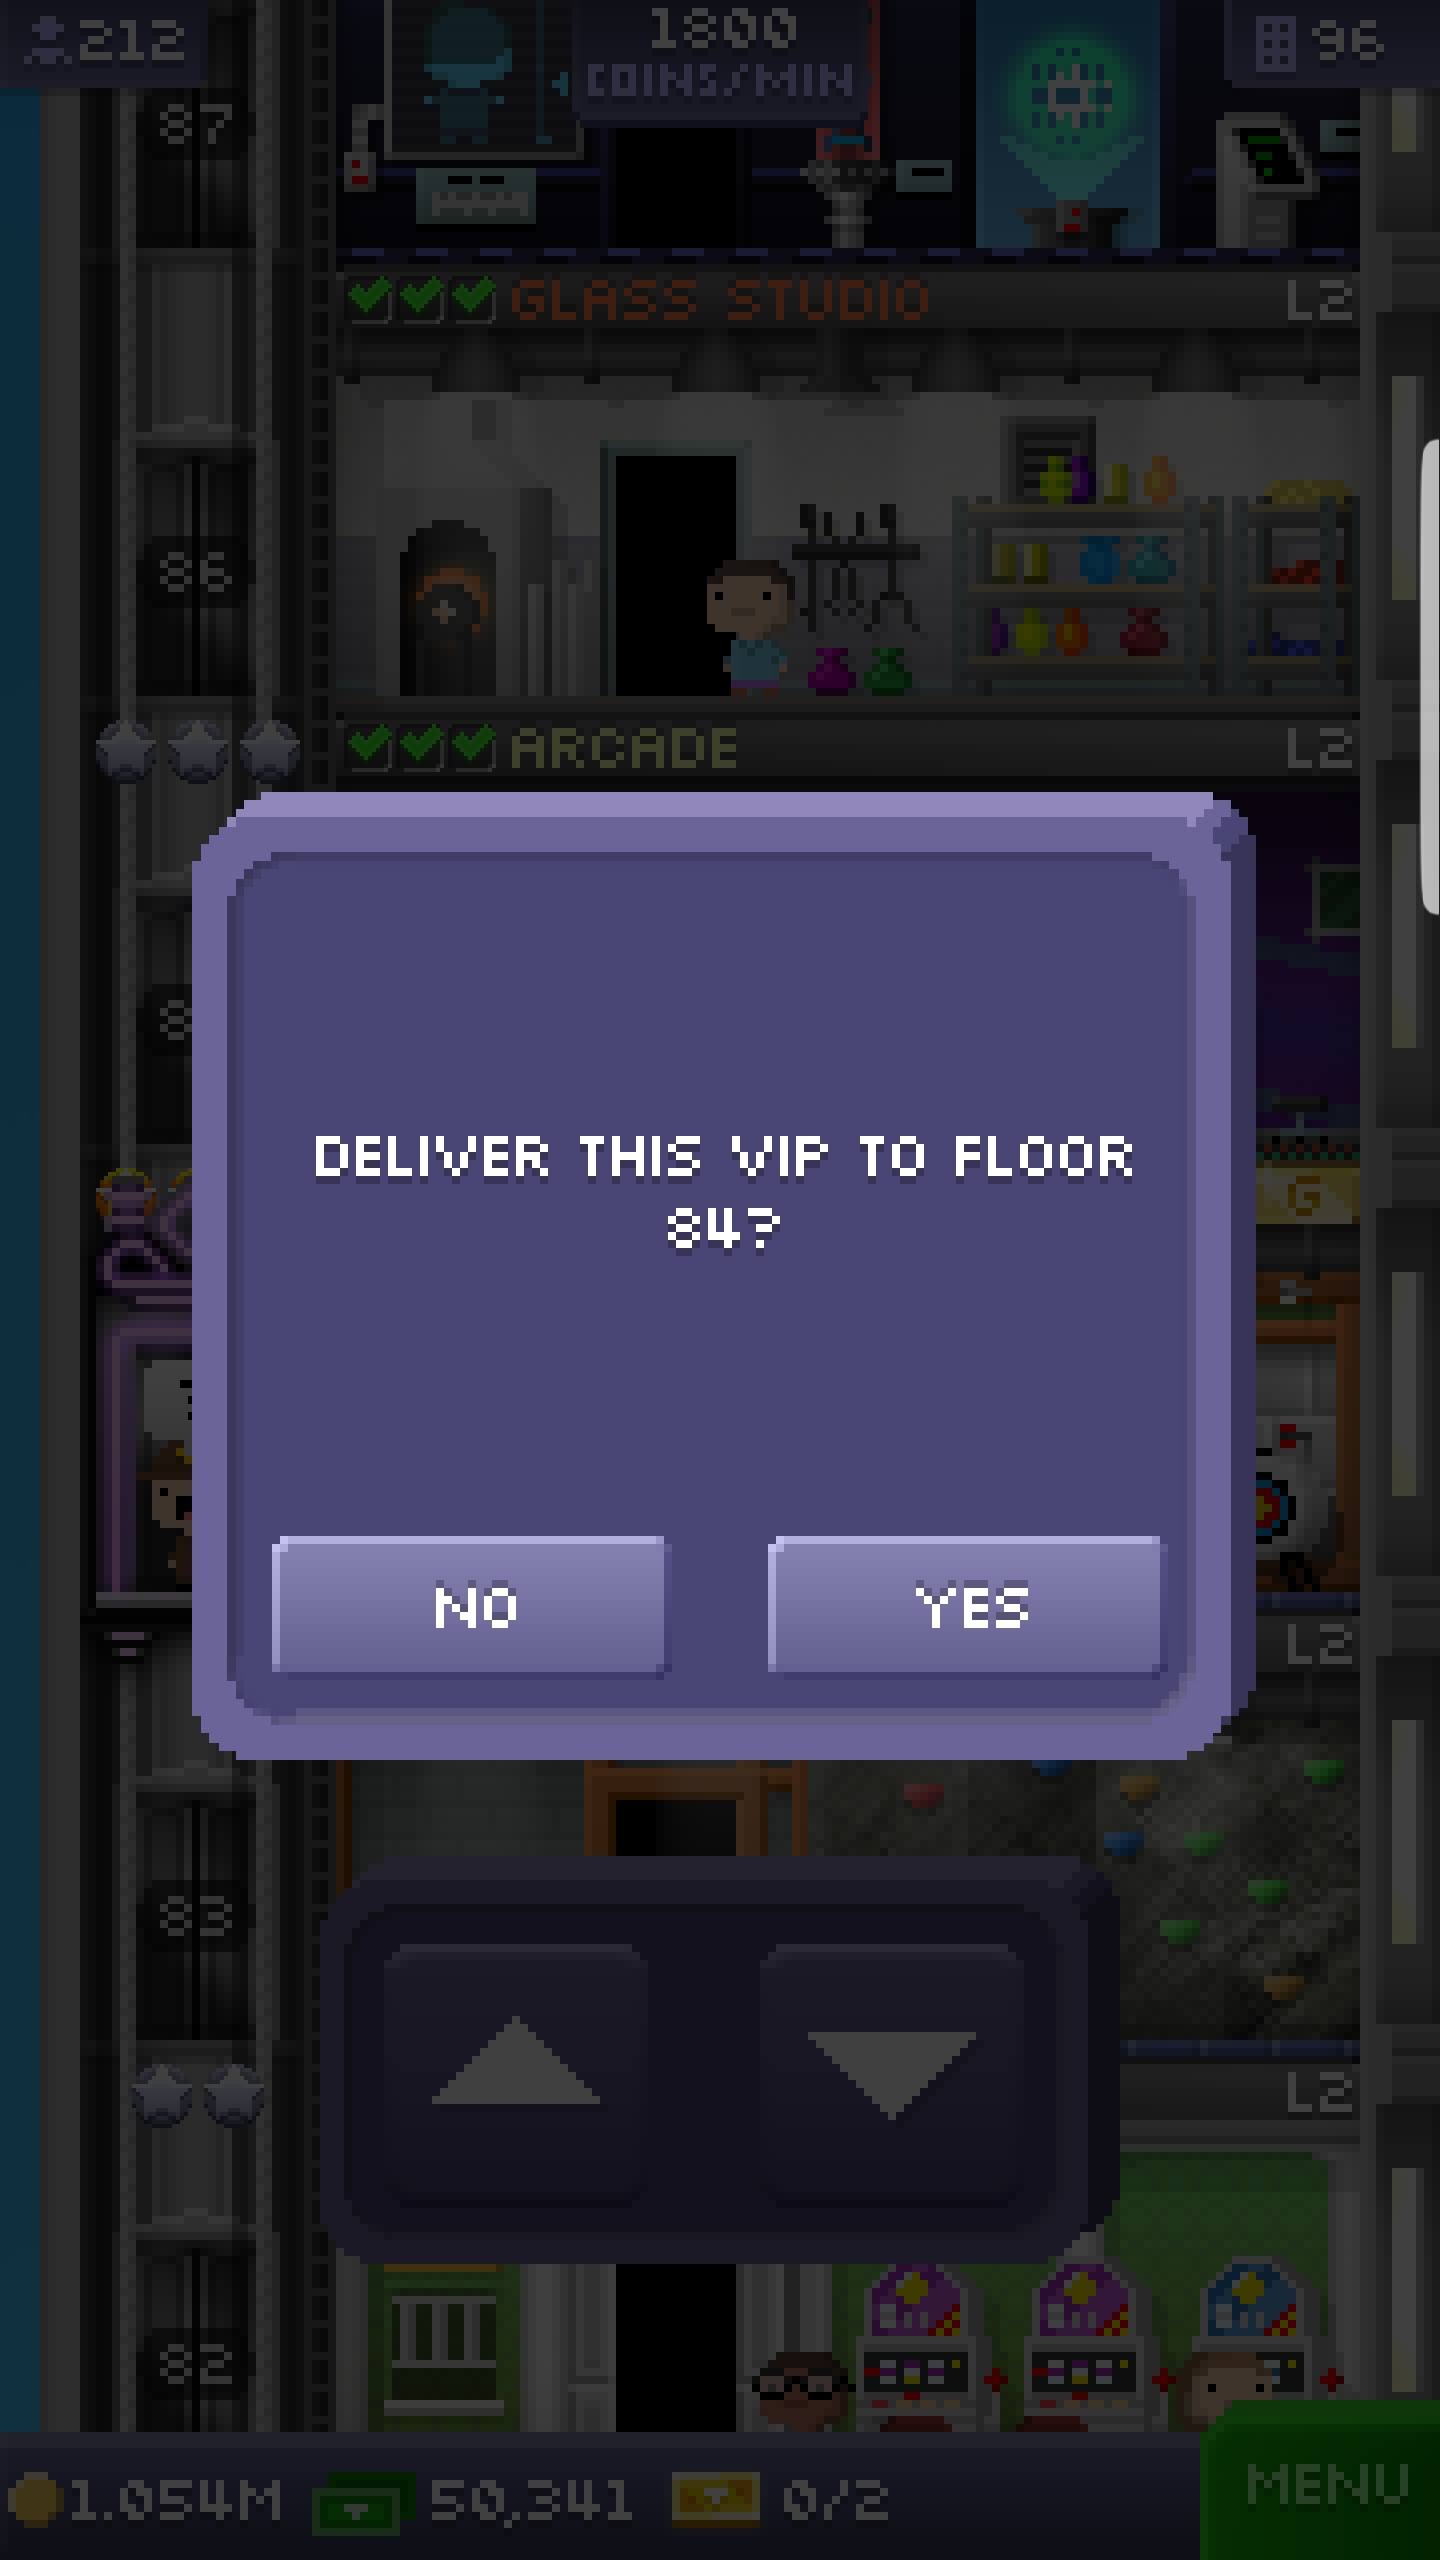 212
1800
COINS/MIN
96
87
GLASS STUDIO
L2
86
ARCADE
L2
8
G
DELIVER THIS VIP TO FLOOR
84?
NO
YES
L2
83
L2
82
1.054M
50,341
0/2
MENU